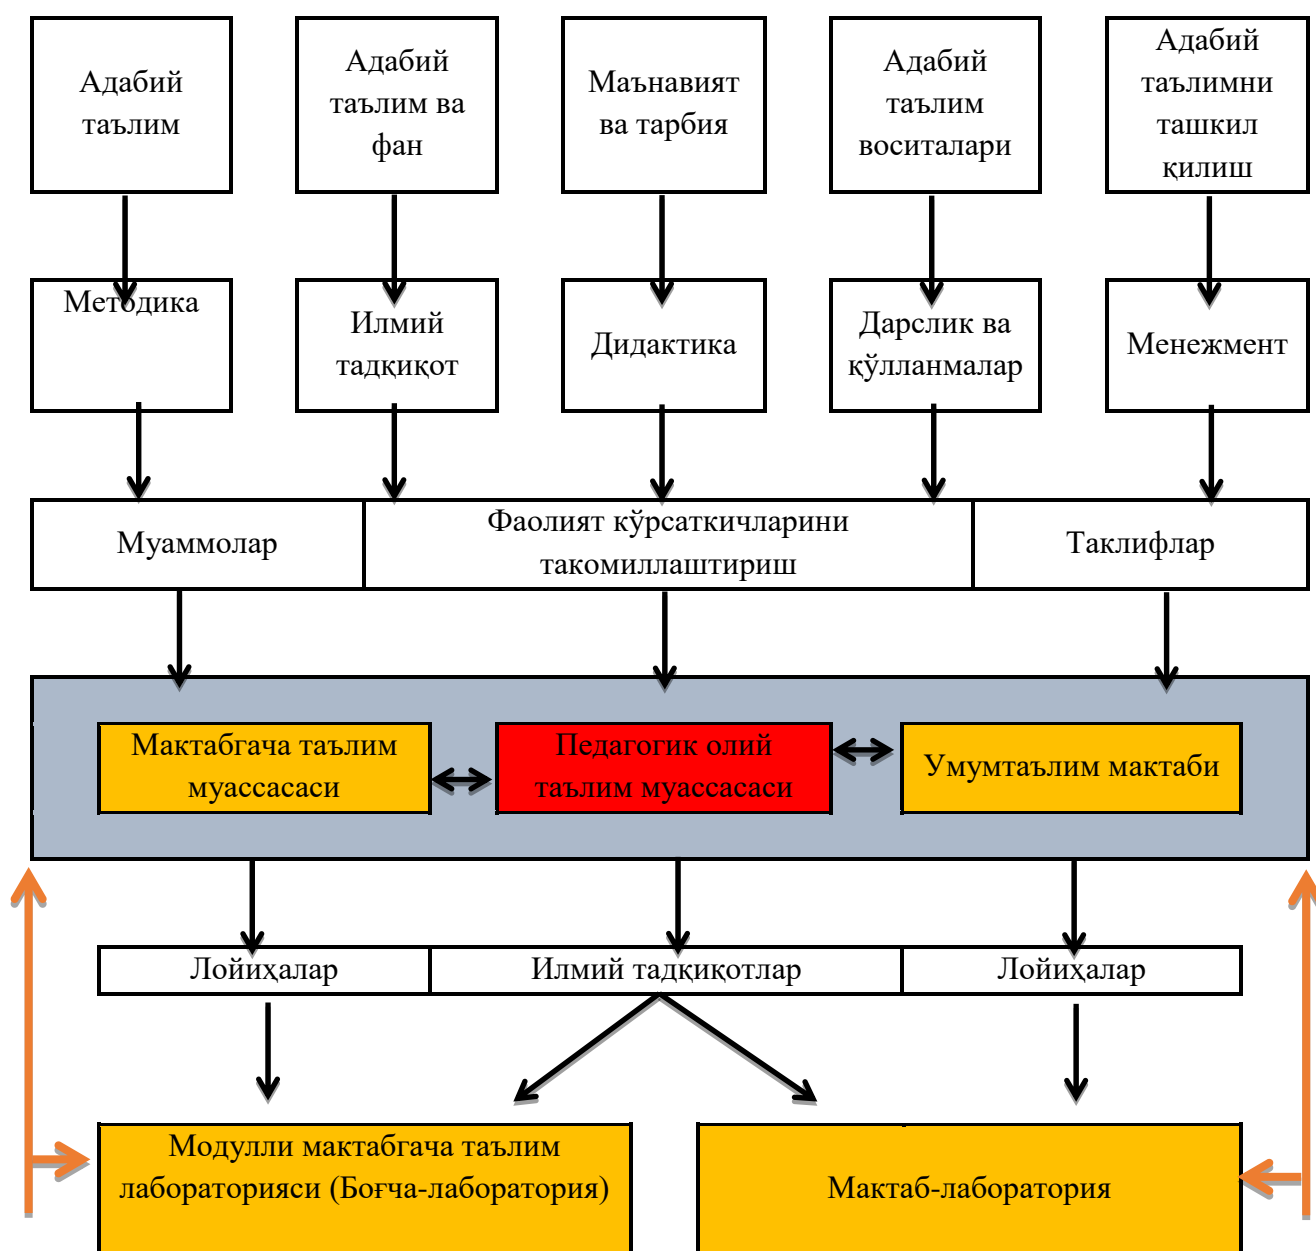 Адабий
таълим
Адабий
таълим ва
фан
Маънавият
ва тарбия
Адабий
таълим
воситалари
Адабий
таълимни
ташкил
қилиш
Методика
Илмий
тадқиқот
Дидактика
Дарслик ва
қўлланмалар
Менежмент
Муаммолар
Фаолият кўрсаткичларини
такомиллаштириш
Таклифлар
Мактабгача таълим
муассасаси
Педагогик олий
таълим муассасаси
Умумтаълим мактаби
Лойиҳалар
Илмий тадқиқотлар
Лойиҳалар
Модулли мактабгача таълим
лабораторияси (Боғча-лаборатория)
Мактаб-лаборатория